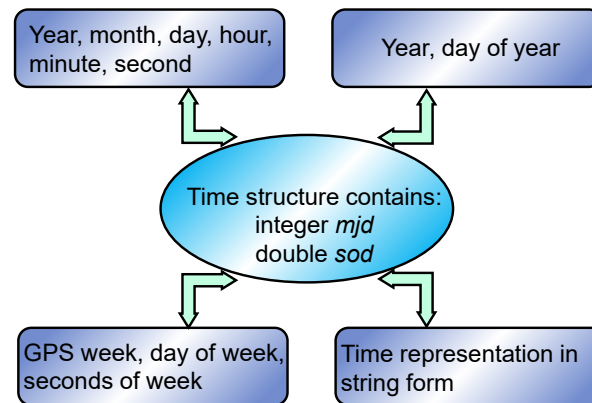 Year, month, day, hour,
minute, second
Year, day of year
Time structure contains:
integer mjd
double sod
GPS week, day of week,
seconds of week
Time representation in
string form